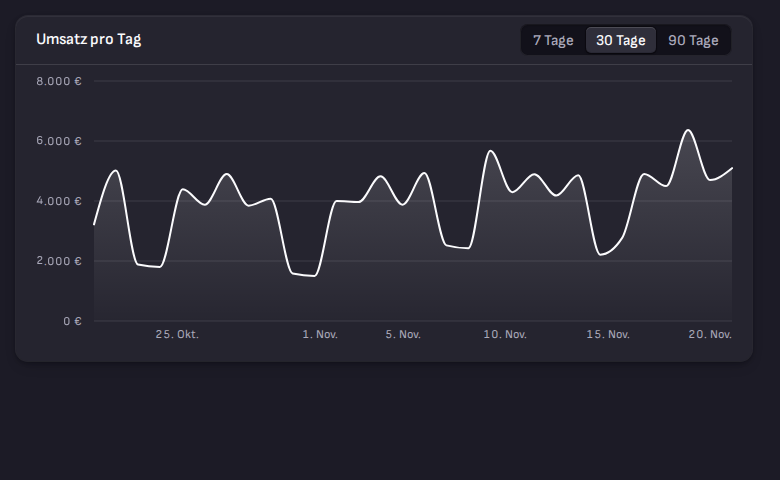 Umsatz pro Tag
7 Tage 30 Tage 90 Tage
8.000 €
6.000 €
4.000 €
2.000 €
0 €
25. Okt. 1. Nov. 5. Nov. 10. Nov. 15. Nov. 20. Nov.